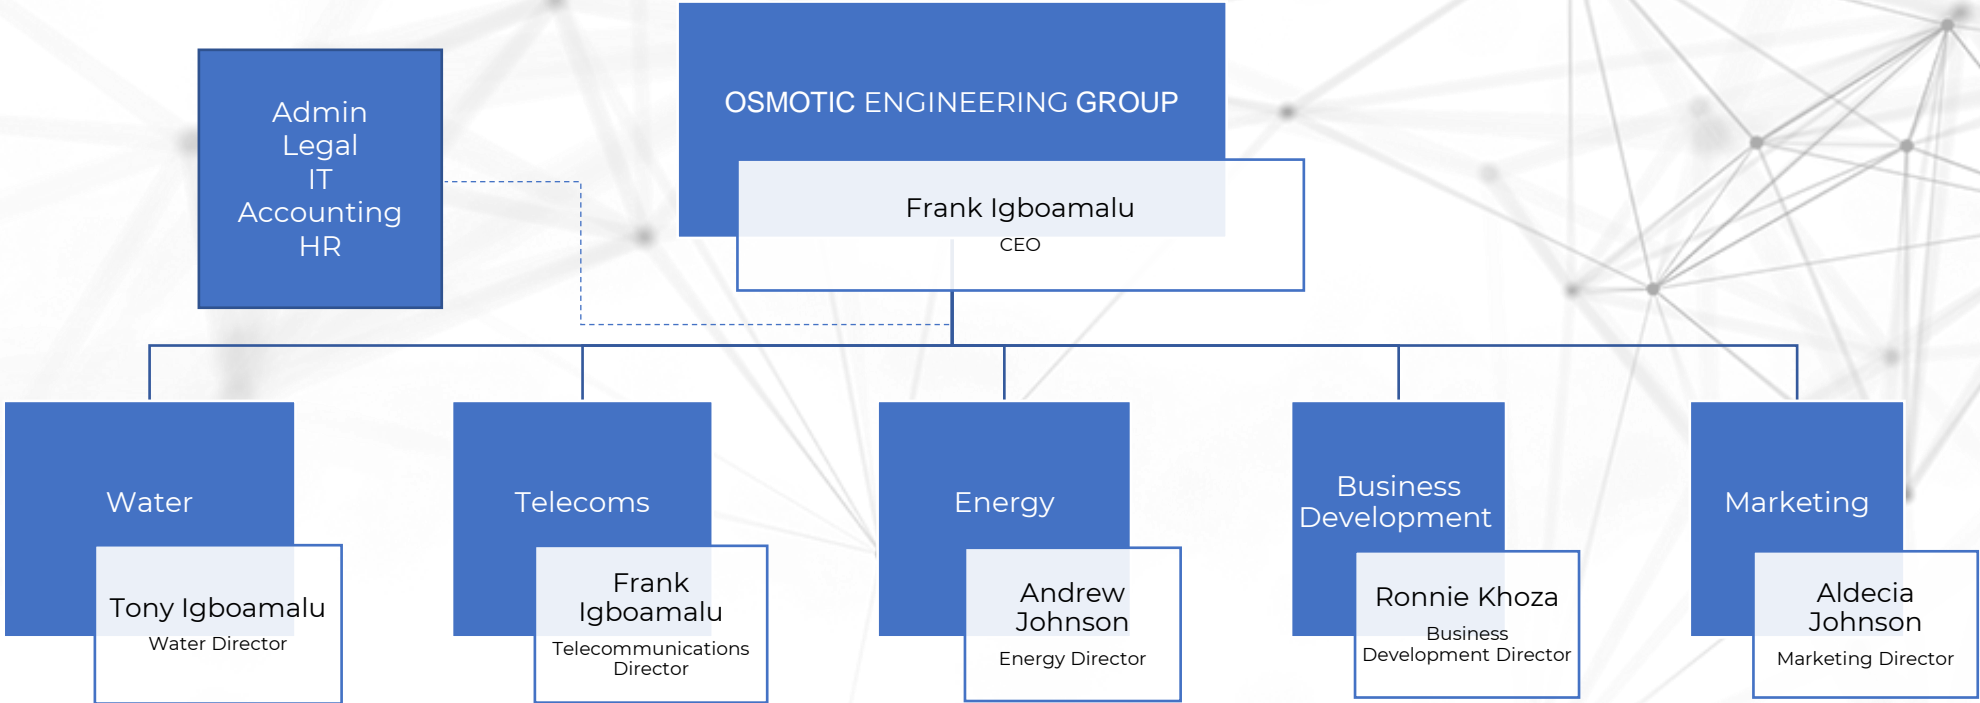 Admin
Legal
IT
Accounting
HR
OSMOTIC ENGINEERING GROUP
Frank Igboamalu
CEO
Water
Tony Igboamalu
Water Director
Telecoms
Frank
Igboamalu
Telecommunications
Director
Energy
Andrew
Johnson
Energy Director
Business
Development
Ronnie Khoza
Business
Development Director
Marketing
Aldecia
Johnson
Marketing Director